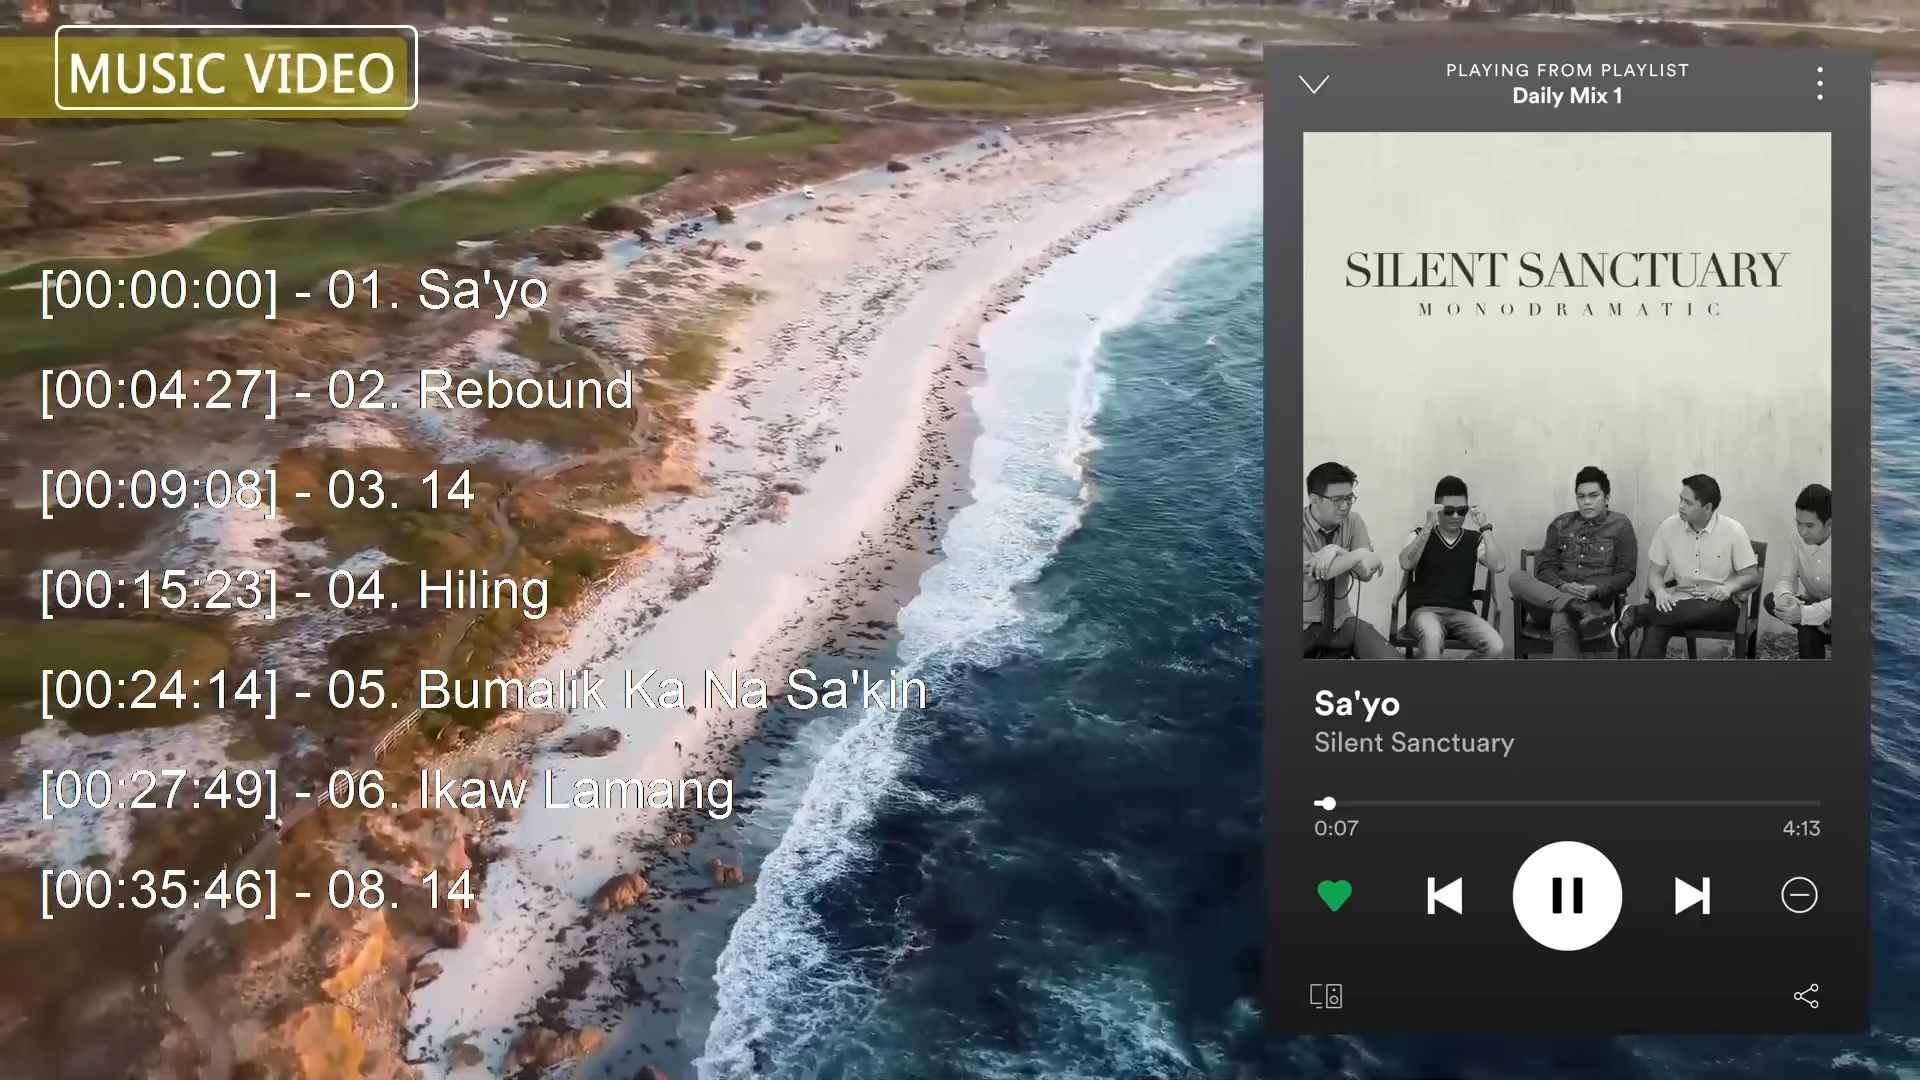 MUSIC VIDEO
[00:00:00] - 01. Sa'yo
[00:04:27] - 02. Rebound
[00:09:08] - 03. 14
[00:15:23] - 04. Hiling
[00:24:14] - 05. Bumalik Ka Na Sa'kin
[00:27:49] - 06. Ikaw Lamang
[00:35:46] - 08. 14
PLAYING FROM PLAYLIST
Daily Mix 1
SILENT SANCTUARY
MONODRAMATIC
Sa'yo
Silent Sanctuary
0:07
4:13